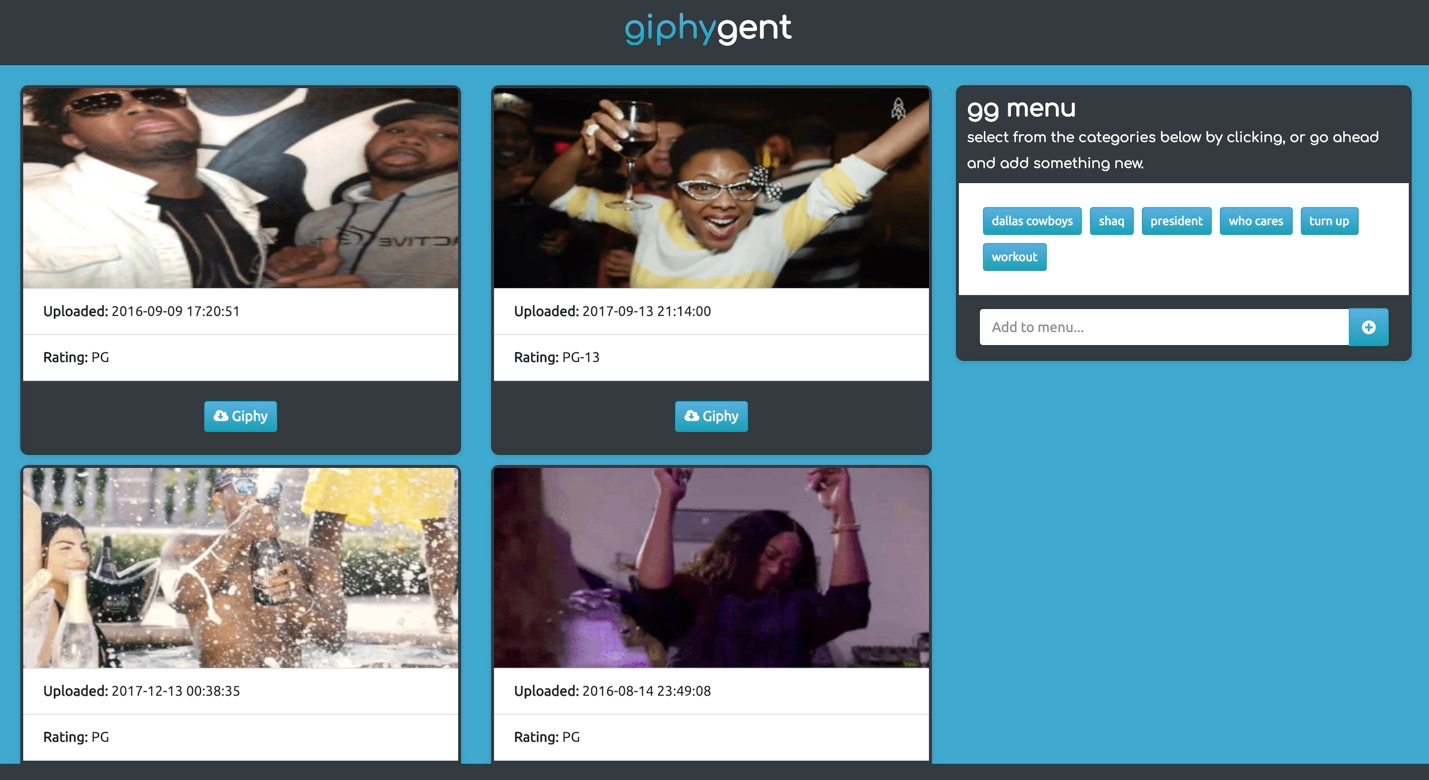 giphygent
Uploaded: 2016-09-09 17:20:51
Rating: PG
Giphy
Uploaded: 2017-09-13 21:14:00
Rating: PG-13
Giphy
Uploaded: 2017-12-13 00:38:35
Rating: PG
Uploaded: 2016-08-14 23:49:08
Rating: PG
gg menu
select from the categories below by clicking, or go ahead
and add something new.
dallas cowboys shaq president who cares turn up
workout
Add to menu...